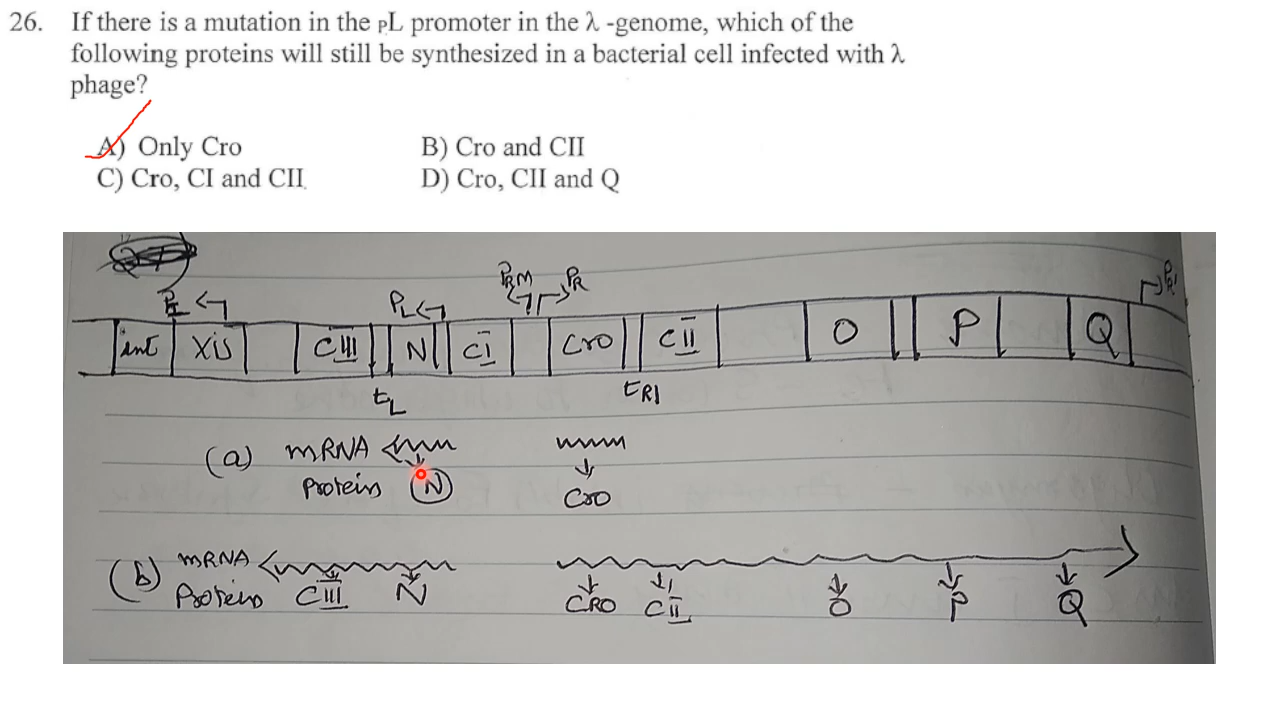 26. If there is a mutation in the PL promoter in the λ -genome, which of the
following proteins will still be synthesized in a bacterial cell infected with λ
phage?
A) Only Cro B) Cro and CII
C) Cro, CI and CII D) Cro, CII and Q
PRM PR PR'
PI PL
int xis CIII N CI Cro CII O P Q
tL tR1
(a) mRNA
Protein N Cro
(b) mRNA
Protein CIII N CRO CII O P Q